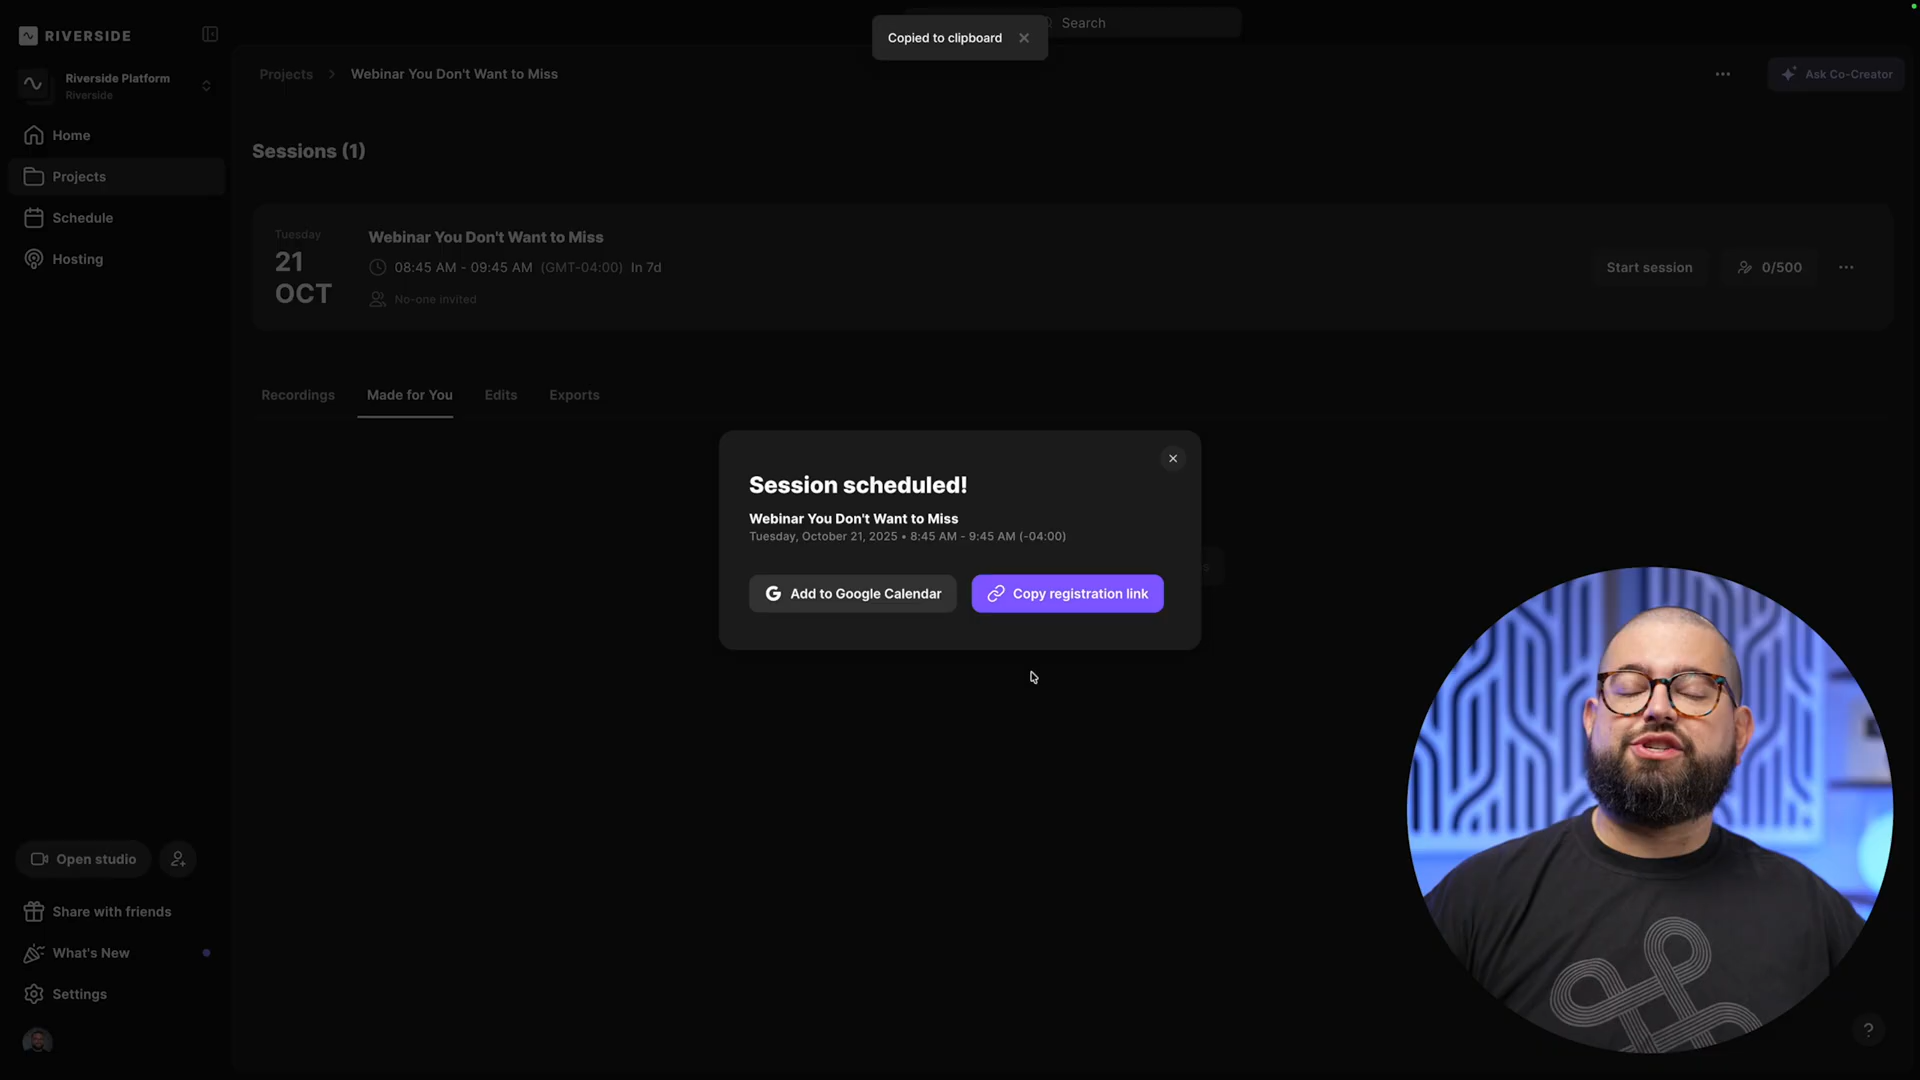 RIVERSIDE
Riverside Platform
Riverside
Home
Projects
Schedule
Hosting
Open studio
Share with friends
What's New
Settings
Search
Copied to clipboard
Projects > Webinar You Don't Want to Miss
Ask Co-Creator
Sessions (1)
Tuesday
21
OCT
Webinar You Don't Want to Miss
08:45 AM - 09:45 AM (GMT-04:00) In 7d
No-one invited
Start session
0/500
Recordings
Made for You
Edits
Exports
Session scheduled!
Webinar You Don't Want to Miss
Tuesday, October 21, 2025 • 8:45 AM - 9:45 AM (-04:00)
Add to Google Calendar
Copy registration link
?